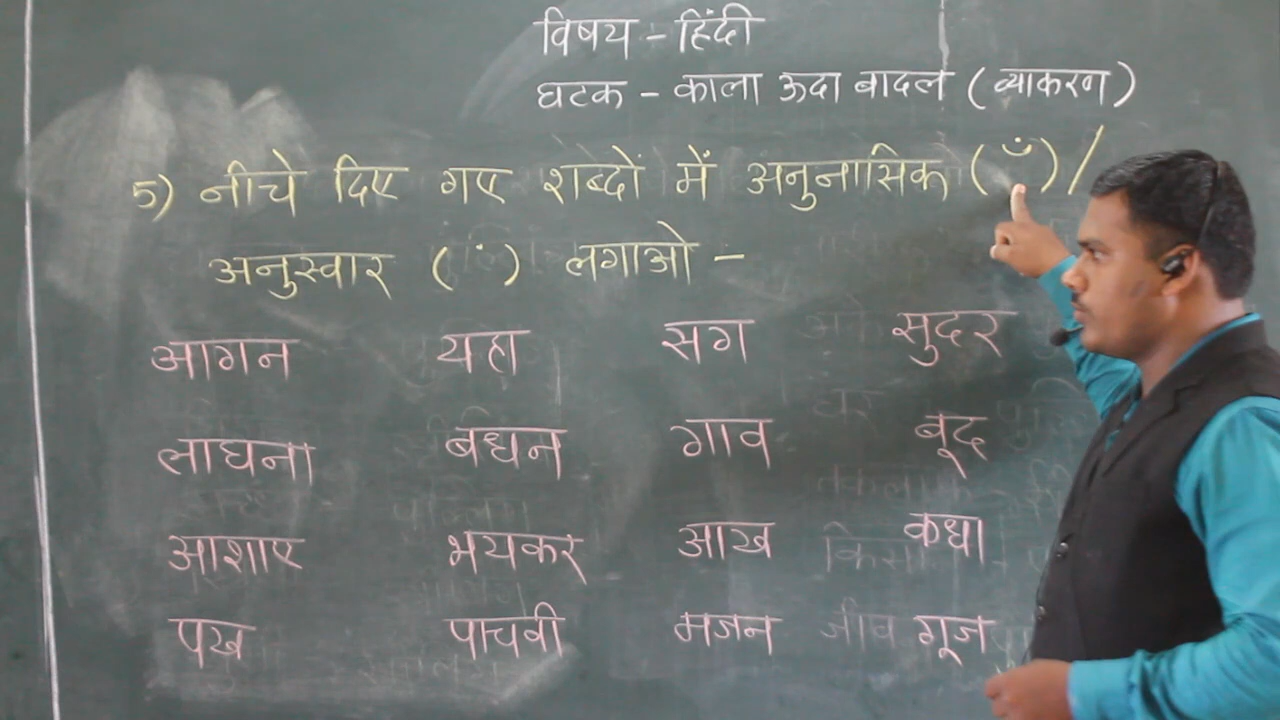 विषय - हिंदी
घटक - काला ऊदा बादल (व्याकरण)
5) नीचे दिए गए शब्दों में अनुनासिक (ँ) /
अनुस्वार (ं) लगाओ -
आगन यहा सग सुदर
लाघना बधन गाव बूद
आशाए भयकर आख कधा
पख पाचवी मजन गूज